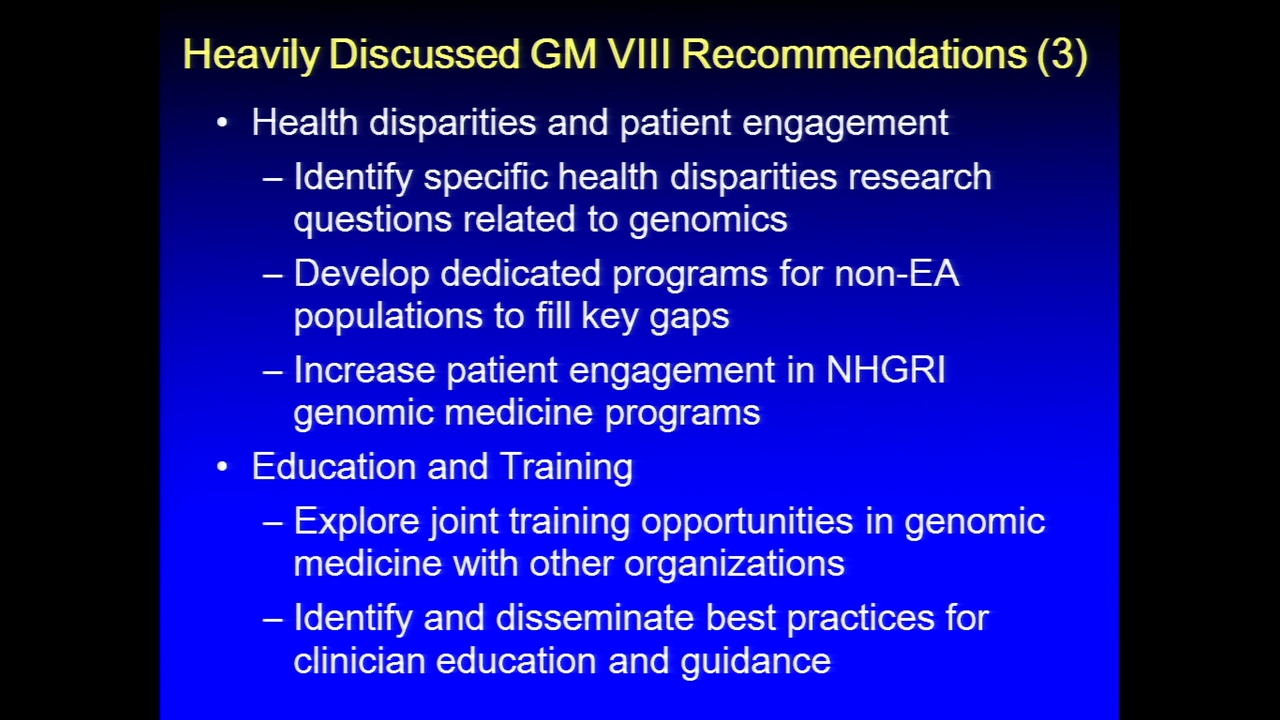 Heavily Discussed GM VIII Recommendations (3)
• Health disparities and patient engagement
– Identify specific health disparities research
questions related to genomics
– Develop dedicated programs for non-EA
populations to fill key gaps
– Increase patient engagement in NHGRI
genomic medicine programs
• Education and Training
– Explore joint training opportunities in genomic
medicine with other organizations
– Identify and disseminate best practices for
clinician education and guidance